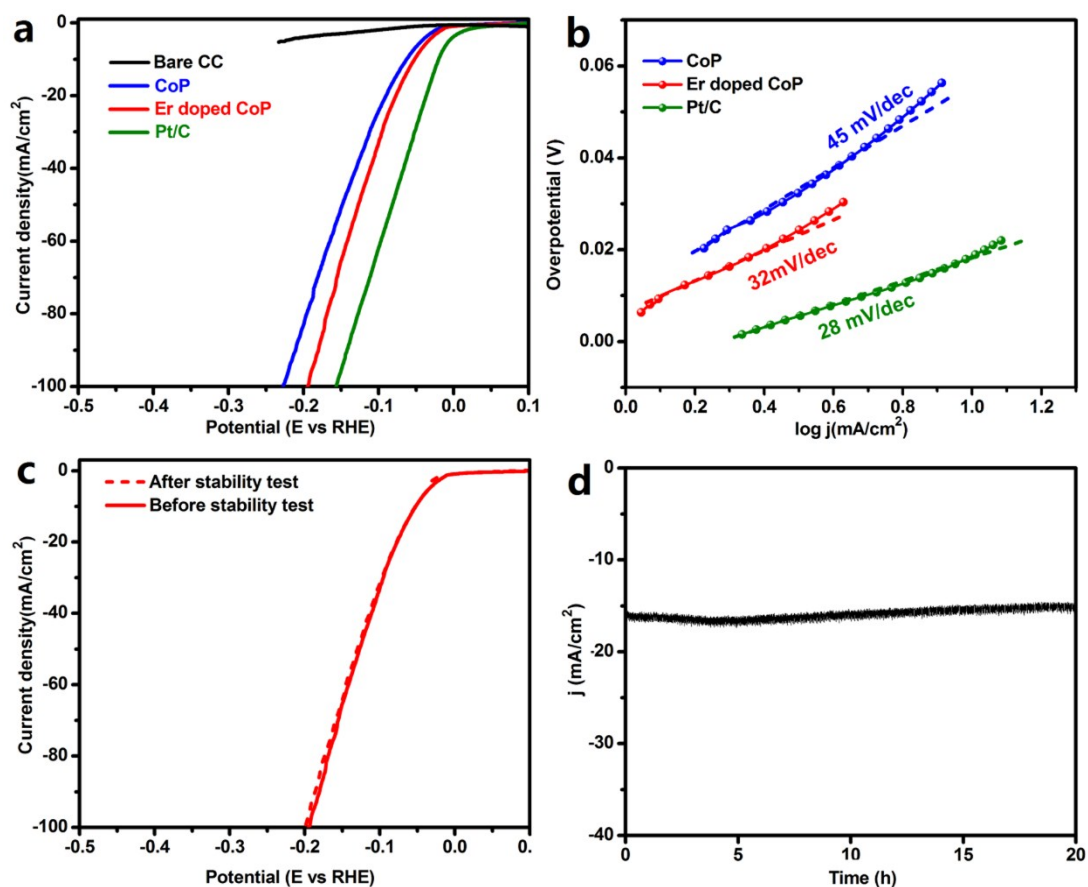 a
0
-20
-40
-60
-80
-100
Current density(mA/cm²)
Bare CC
CoP
Er doped CoP
Pt/C
-0.5 -0.4 -0.3 -0.2 -0.1 0.0 0.1
Potential (E vs RHE)
b
CoP
Er doped CoP
Pt/C
0.06
0.04
0.02
0.00
Overpotential (V)
45 mV/dec
32mV/dec
28 mV/dec
0.0 0.2 0.4 0.6 0.8 1.0 1.2
log j(mA/cm²)
c
0
-20
-40
-60
-80
-100
Current density(mA/cm²)
After stability test
Before stability test
-0.5 -0.4 -0.3 -0.2 -0.1 0.0 0.
Potential (E vs RHE)
d
0
-10
-20
-30
-40
j (mA/cm²)
0 5 10 15 20
Time (h)